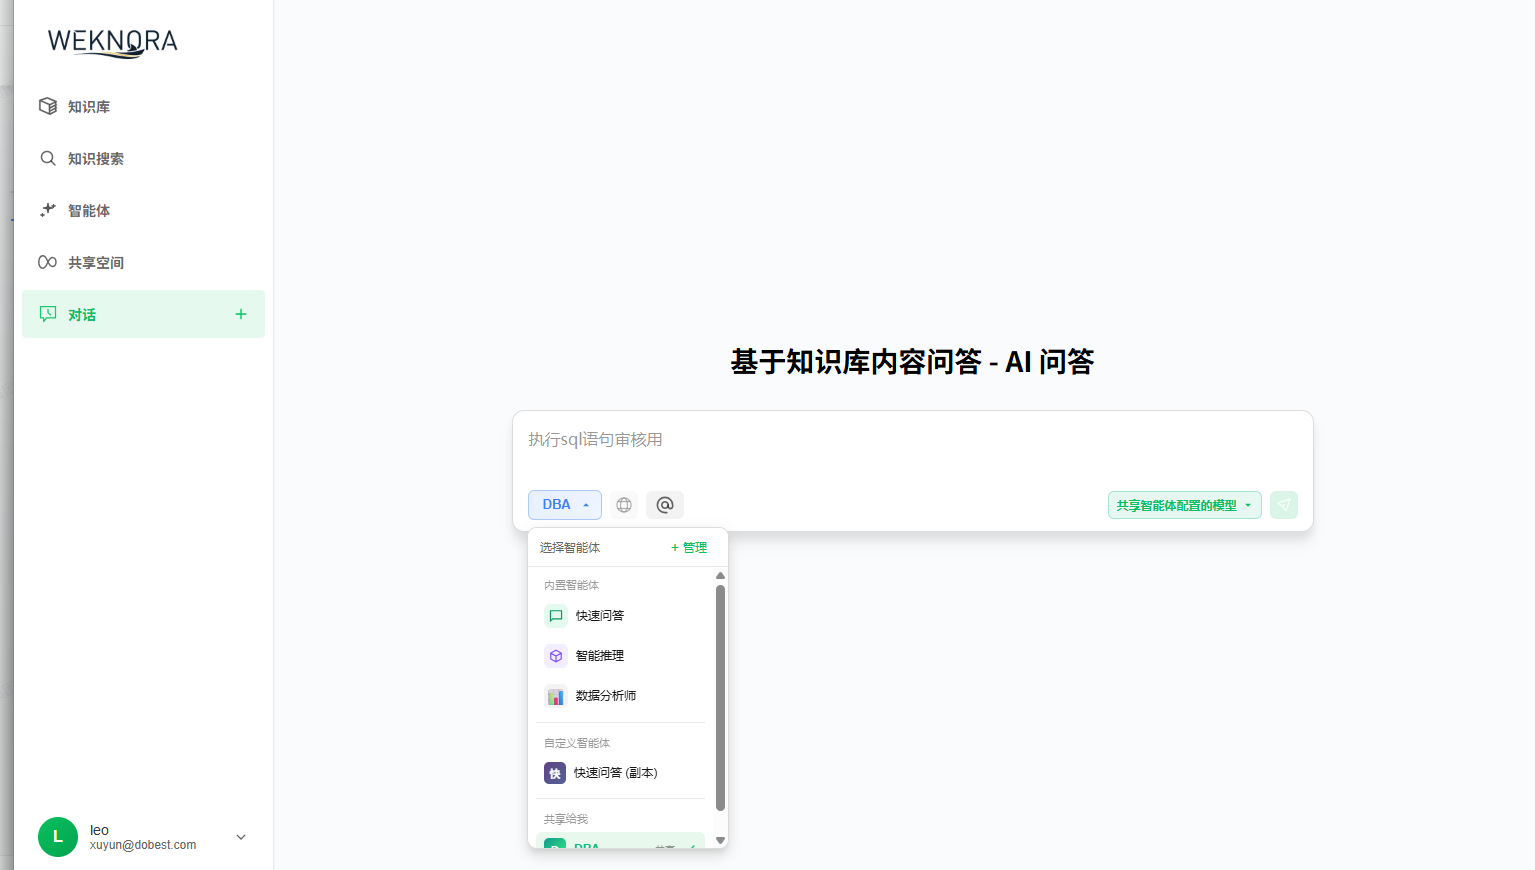 WEKNORA
知识库
知识搜索
智能体
共享空间
对话
基于知识库内容问答 - AI 问答
执行sql语句审核用
DBA
共享智能体配置的模型
选择智能体
+ 管理
内置智能体
快速问答
智能推理
数据分析师
自定义智能体
快 快速问答 (副本)
共享给我
DBA 共享
L
leo
xuyun@dobest.com